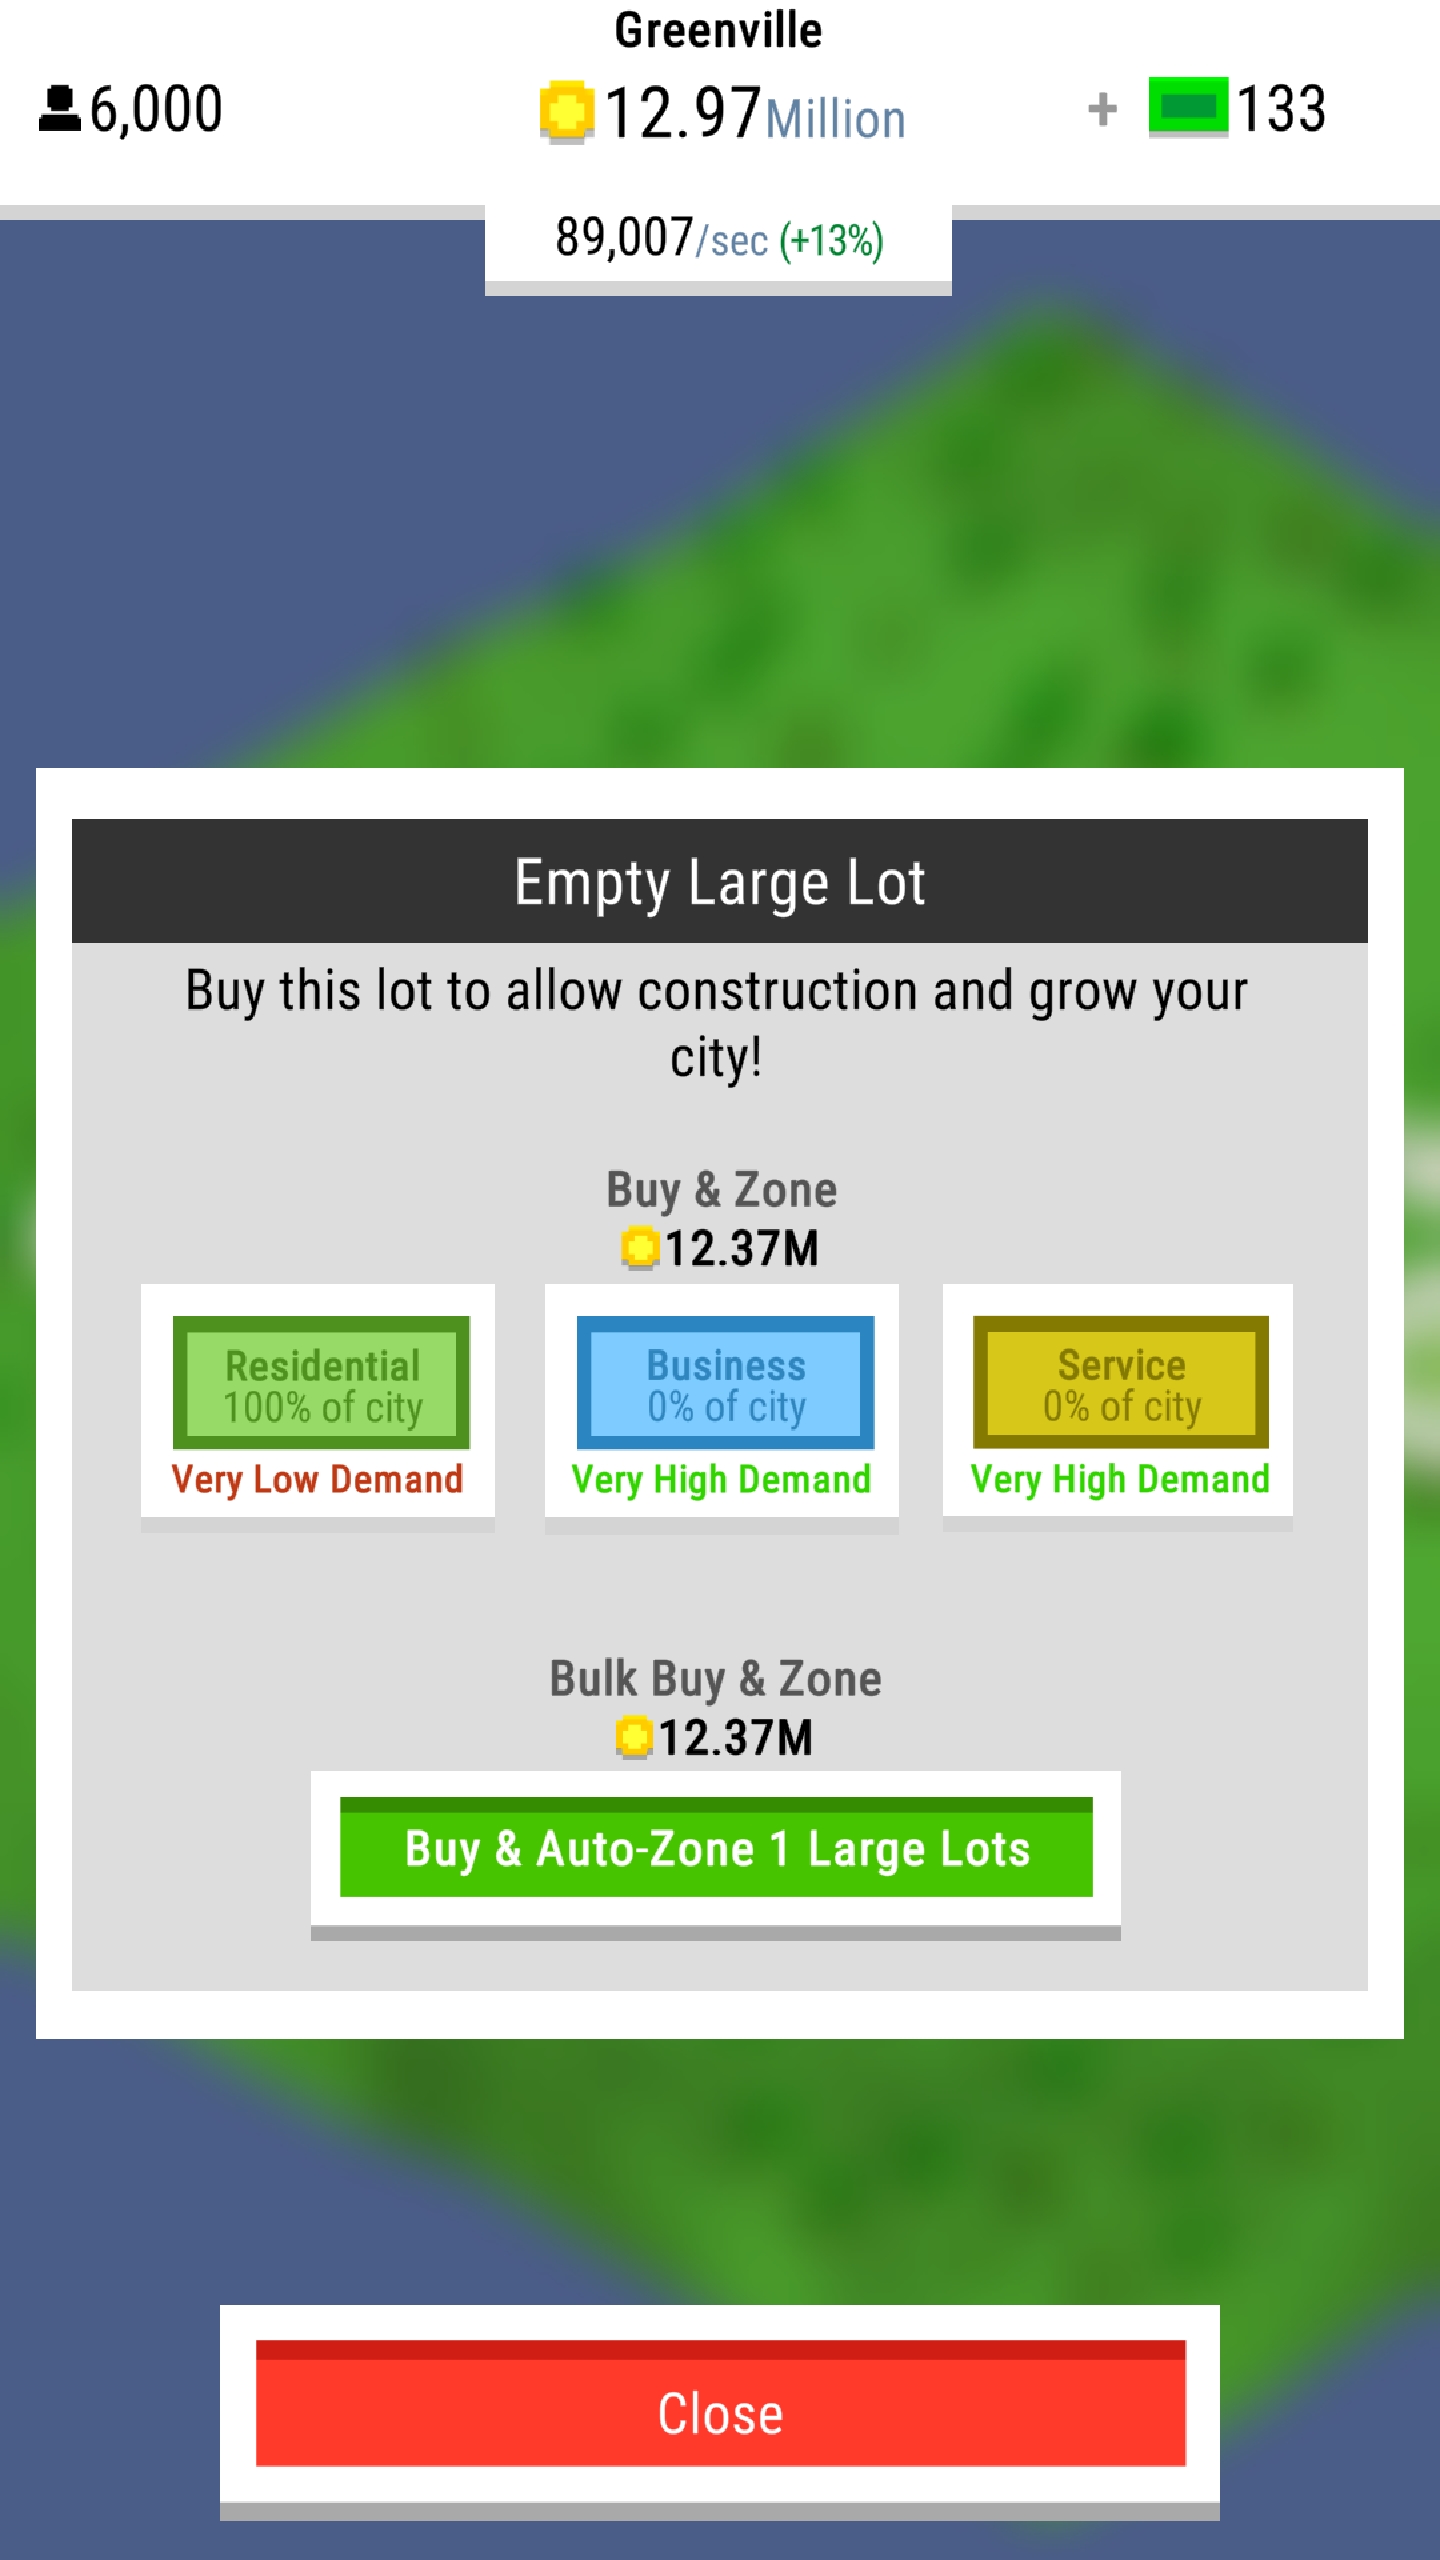 Greenville
6,000
12.97 Million
+ 133
89,007/sec (+13%)
Empty Large Lot
Buy this lot to allow construction and grow your
city!
Buy & Zone
12.37M
Residential
100% of city
Very Low Demand
Business
0% of city
Very High Demand
Service
0% of city
Very High Demand
Bulk Buy & Zone
12.37M
Buy & Auto-Zone 1 Large Lots
Close